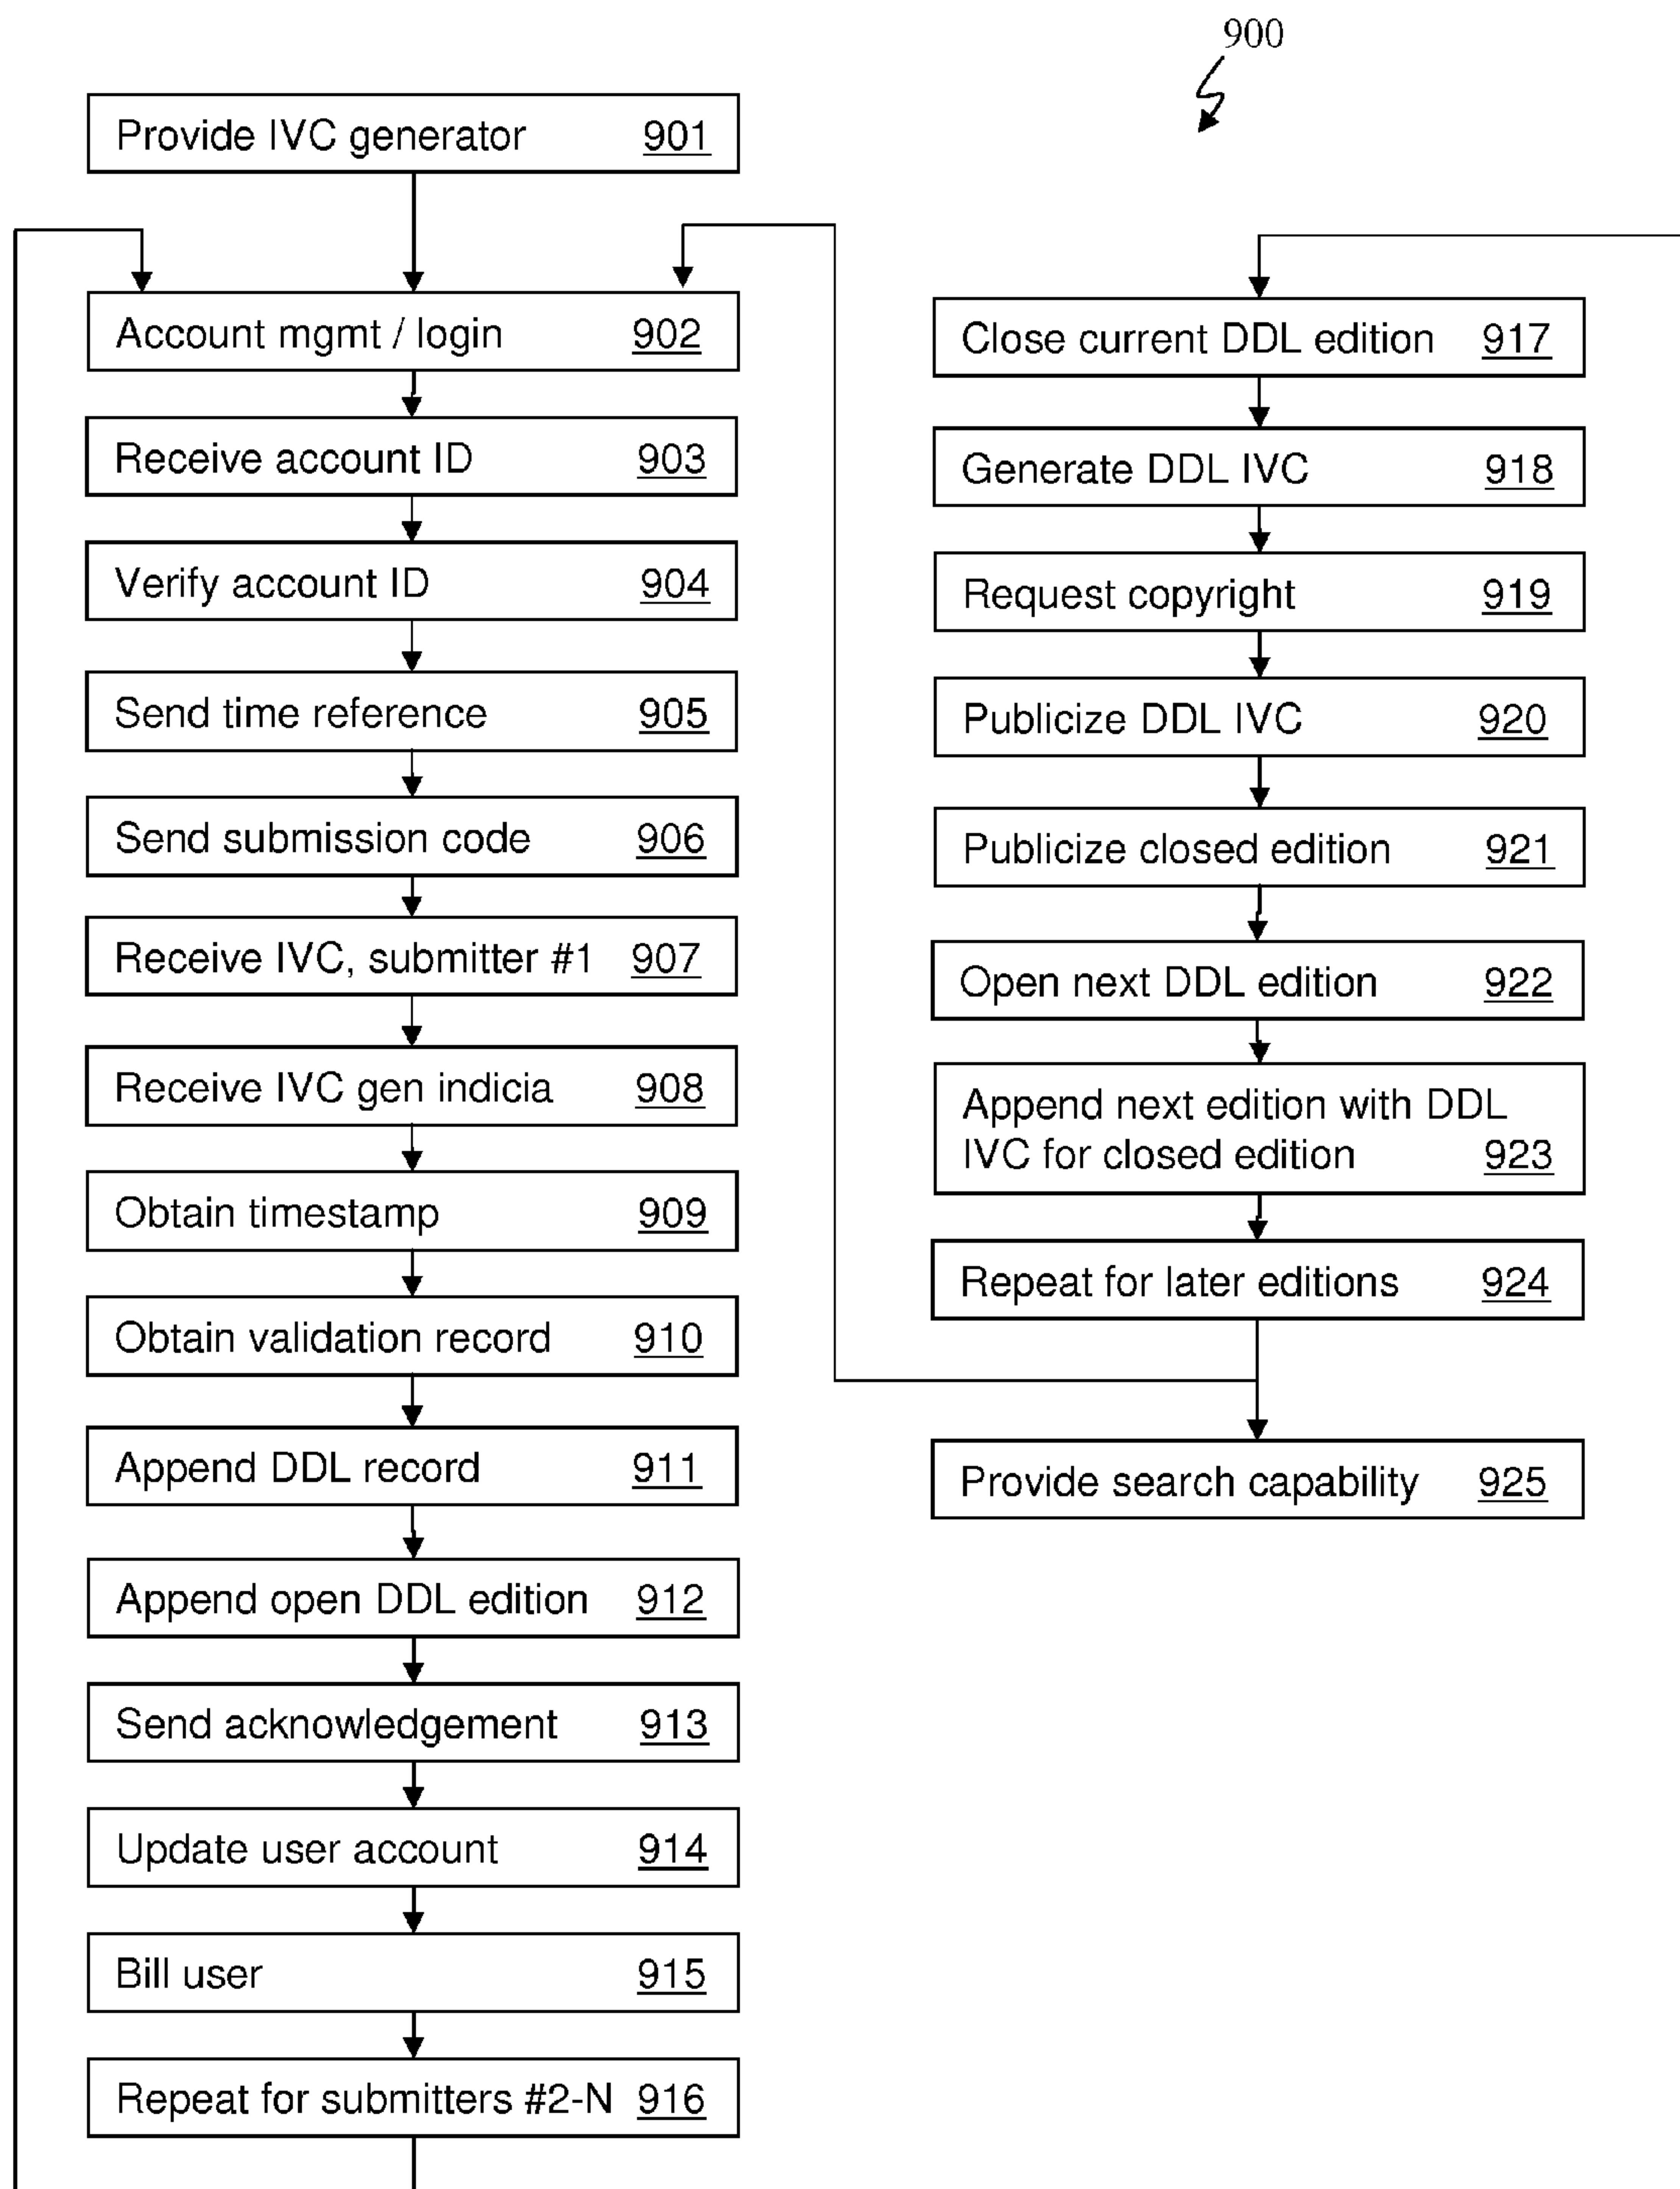 900
Provide IVC generator 901
Account mgmt / login 902
Receive account ID 903
Verify account ID 904
Send time reference 905
Send submission code 906
Receive IVC, submitter #1 907
Receive IVC gen indicia 908
Obtain timestamp 909
Obtain validation record 910
Append DDL record 911
Append open DDL edition 912
Send acknowledgement 913
Update user account 914
Bill user 915
Repeat for submitters #2-N 916
Close current DDL edition 917
Generate DDL IVC 918
Request copyright 919
Publicize DDL IVC 920
Publicize closed edition 921
Open next DDL edition 922
Append next edition with DDL
IVC for closed edition 923
Repeat for later editions 924
Provide search capability 925